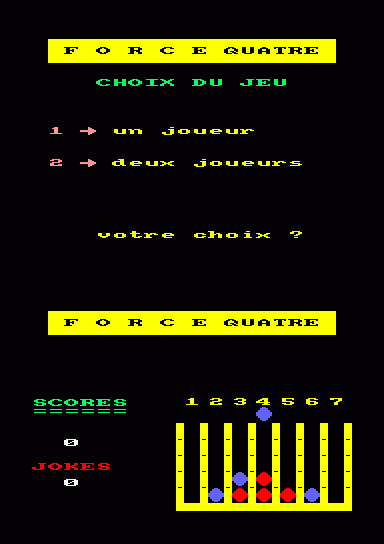 F O R C E QUATRE
CHOIX DU JEU
1 → un joueur
2 → deux joueurs
votre choix ?
F O R C E QUATRE
SCORES 1 2 3 4 5 6 7
======
0
JOKES
0